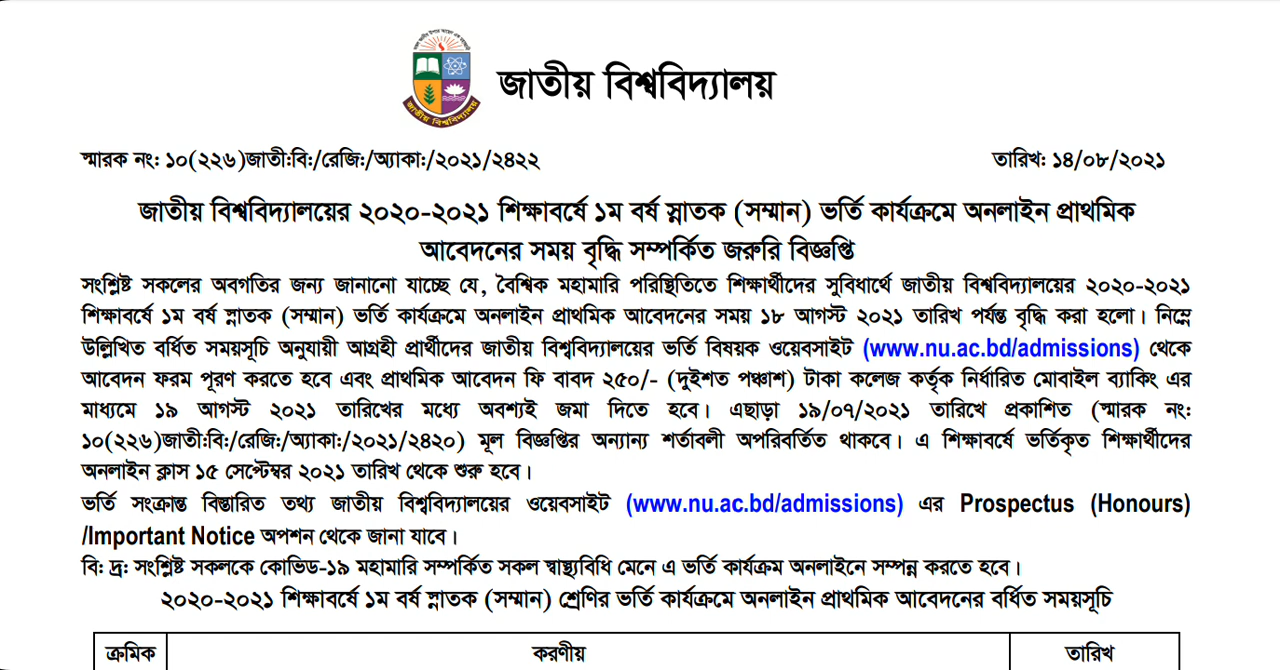 জাতীয় বিশ্ববিদ্যালয়
স্মারক নং: ১০(২২৬)জাতী:বি:/রেজি:/অ্যাকা:/২০২১/২৪২২ তারিখ: ১৪/০৮/২০২১
জাতীয় বিশ্ববিদ্যালয়ের ২০২০-২০২১ শিক্ষাবর্ষে ১ম বর্ষ স্নাতক (সম্মান) ভর্তি কার্যক্রমে অনলাইন প্রাথমিক
আবেদনের সময় বৃদ্ধি সম্পর্কিত জরুরি বিজ্ঞপ্তি
সংশ্লিষ্ট সকলের অবগতির জন্য জানানো যাচ্ছে যে, বৈশ্বিক মহামারি পরিস্থিতিতে শিক্ষার্থীদের সুবিধার্থে জাতীয় বিশ্ববিদ্যালয়ের ২০২০-২০২১
শিক্ষাবর্ষে ১ম বর্ষ স্নাতক (সম্মান) ভর্তি কার্যক্রমে অনলাইন প্রাথমিক আবেদনের সময় ১৮ আগস্ট ২০২১ তারিখ পর্যন্ত বৃদ্ধি করা হলো। নিম্নে
উল্লিখিত বর্ধিত সময়সূচি অনুযায়ী আগ্রহী প্রার্থীদের জাতীয় বিশ্ববিদ্যালয়ের ভর্তি বিষয়ক ওয়েবসাইট (www.nu.ac.bd/admissions) থেকে
আবেদন ফরম পূরণ করতে হবে এবং প্রাথমিক আবেদন ফি বাবদ ২৫০/- (দুইশত পঞ্চাশ) টাকা কলেজ কর্তৃক নির্ধারিত মোবাইল ব্যাকিং এর
মাধ্যমে ১৯ আগস্ট ২০২১ তারিখের মধ্যে অবশ্যই জমা দিতে হবে। এছাড়া ১৯/০৭/২০২১ তারিখে প্রকাশিত (স্মারক নং:
১০(২২৬)জাতী:বি:/রেজি:/অ্যাকা:/২০২১/২৪২০) মূল বিজ্ঞপ্তির অন্যান্য শর্তাবলী অপরিবর্তিত থাকবে। এ শিক্ষাবর্ষে ভর্তিকৃত শিক্ষার্থীদের
অনলাইন ক্লাস ১৫ সেপ্টেম্বর ২০২১ তারিখ থেকে শুরু হবে।
ভর্তি সংক্রান্ত বিস্তারিত তথ্য জাতীয় বিশ্ববিদ্যালয়ের ওয়েবসাইট (www.nu.ac.bd/admissions) এর Prospectus (Honours)
/Important Notice অপশন থেকে জানা যাবে।
বি: দ্র: সংশ্লিষ্ট সকলকে কোভিড-১৯ মহামারি সম্পর্কিত সকল স্বাস্থ্যবিধি মেনে এ ভর্তি কার্যক্রম অনলাইনে সম্পন্ন করতে হবে।
২০২০-২০২১ শিক্ষাবর্ষে ১ম বর্ষ স্নাতক (সম্মান) শ্রেণির ভর্তি কার্যক্রমে অনলাইন প্রাথমিক আবেদনের বর্ধিত সময়সূচি
ক্রমিক করণীয় তারিখ